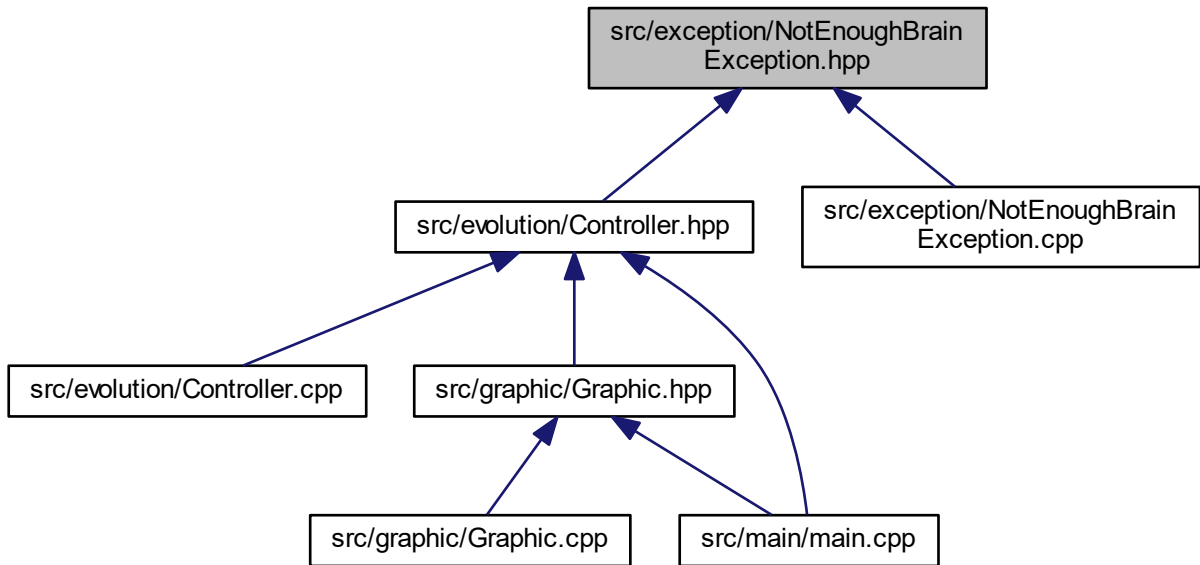 src/exception/NotEnoughBrain
Exception.hpp
src/evolution/Controller.hpp
src/exception/NotEnoughBrain
Exception.cpp
src/evolution/Controller.cpp
src/graphic/Graphic.hpp
src/graphic/Graphic.cpp
src/main/main.cpp